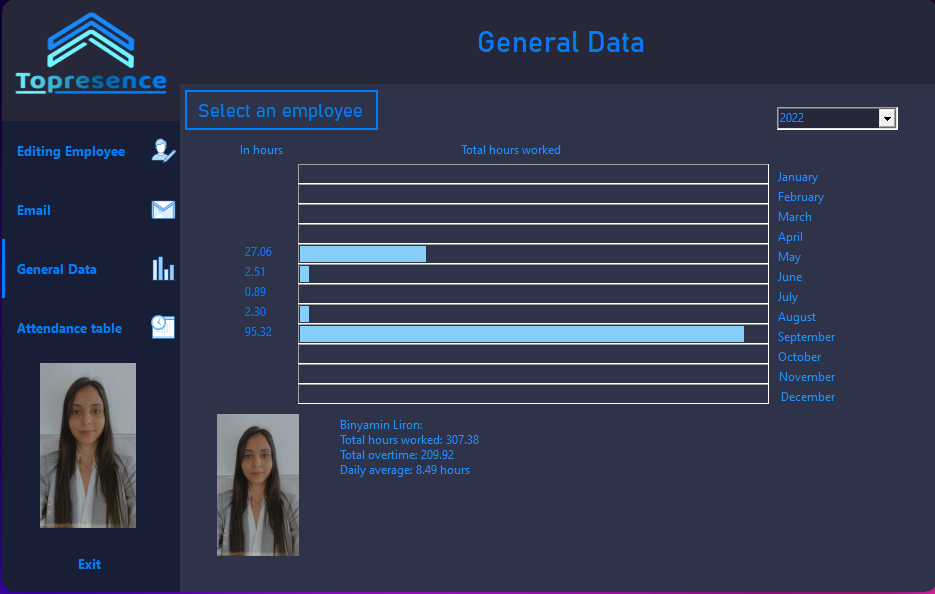 Topresence
General Data
Select an employee
2022
Editing Employee
Email
General Data
Attendance table
Exit
In hours
Total hours worked
January
February
March
April
27.06
May
2.51
June
0.89
July
2.30
August
95.32
September
October
November
December
Binyamin Liron:
Total hours worked: 307.38
Total overtime: 209.92
Daily average: 8.49 hours